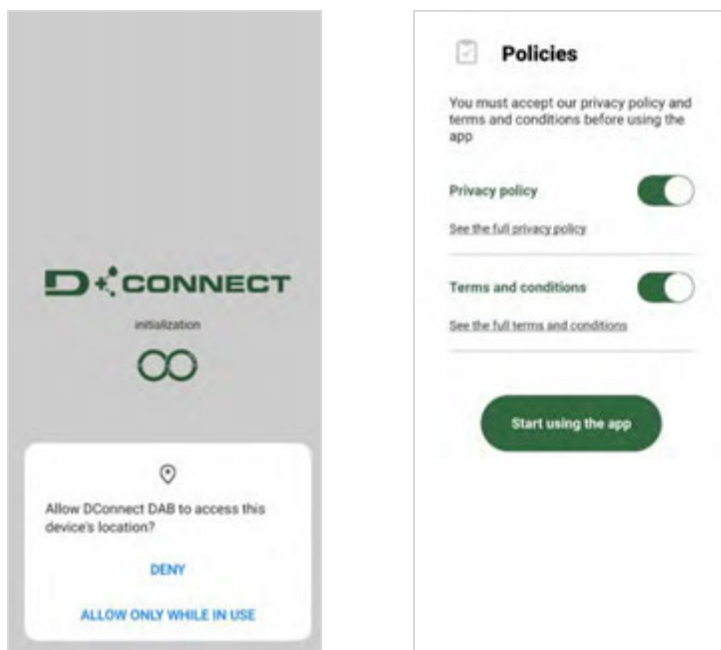 D CONNECT
initialization
Allow DConnect DAB to access this
device's location?
DENY
ALLOW ONLY WHILE IN USE
Policies
You must accept our privacy policy and
terms and conditions before using the
app
Privacy policy
See the full privacy policy
Terms and conditions
See the full terms and conditions
Start using the app